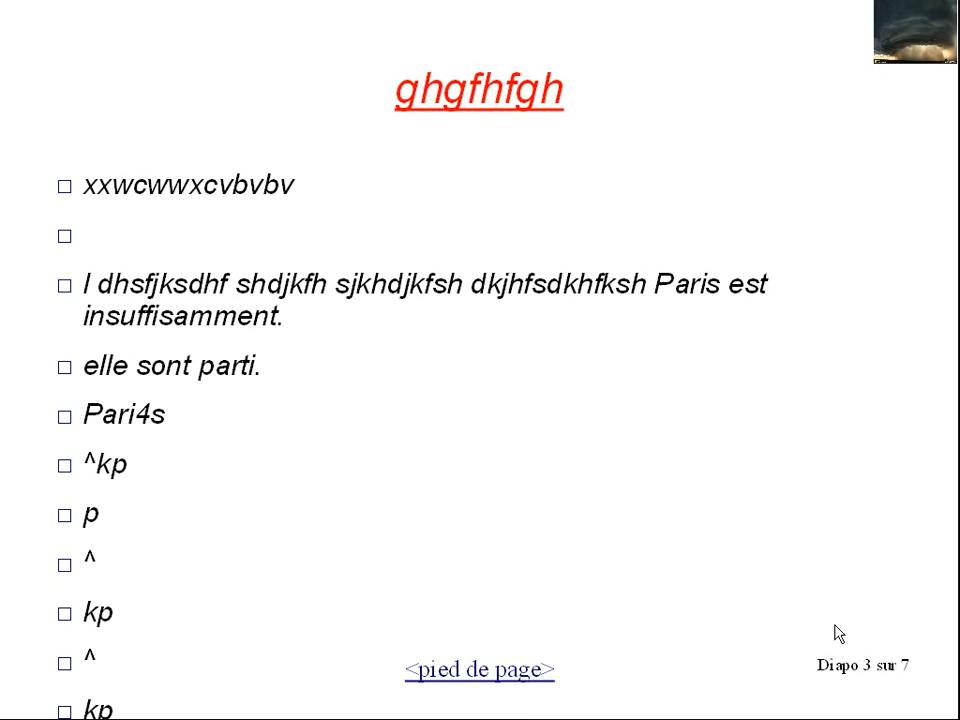 ghgfhfgh
xxwcwwxcvbvbv
l dhsfjksdhf shdjkfh sjkhdjkfsh dkjhfsdkhfksh Paris est
insuffisamment.
elle sont parti.
Pari4s
^kp
p
^
kp
^
kp
<pied de page>
Diapo 3 sur 7